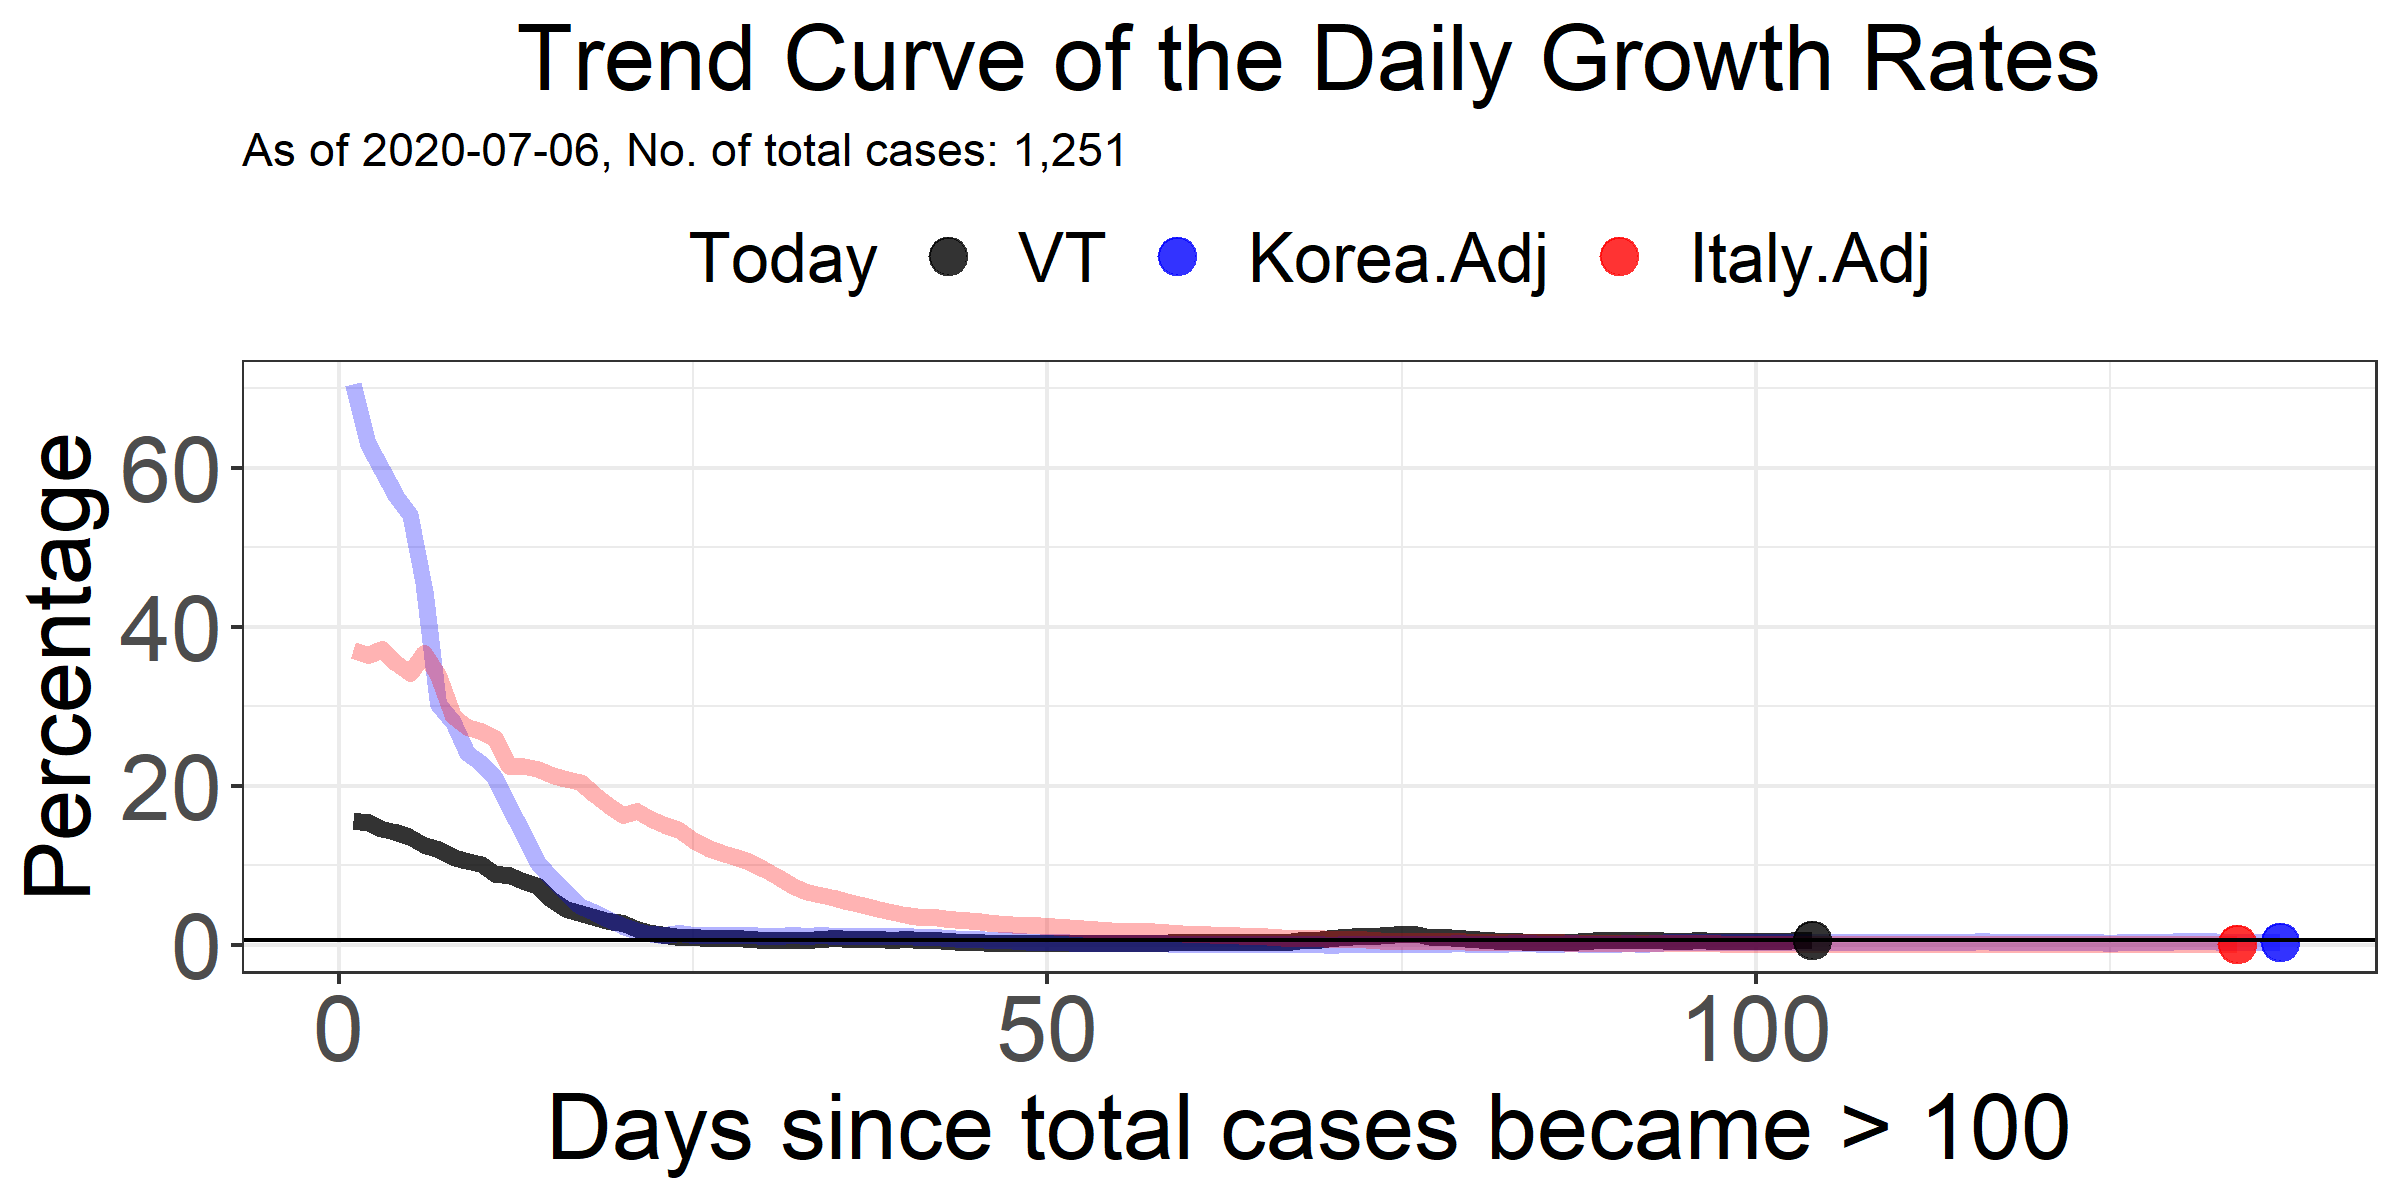 Trend Curve of the Daily Growth Rates
As of 2020-07-06, No. of total cases: 1,251
Today VT Korea.Adj Italy.Adj
Percentage
60
40
20
0
0 50 100
Days since total cases became > 100